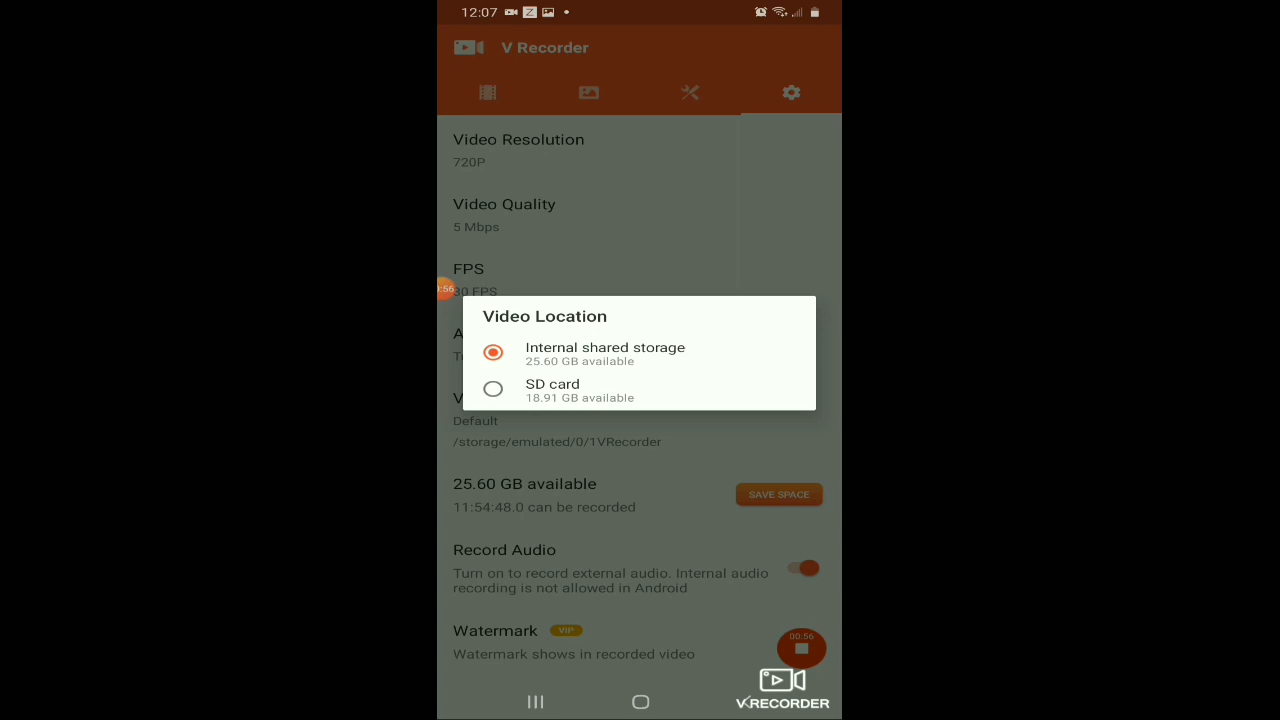 12:07
V Recorder
Video Resolution
720P
Video Quality
5 Mbps
FPS
:56
30 FPS
Video Location
A
Internal shared storage
T
25.60 GB available
SD card
V
18.91 GB available
Default
/storage/emulated/0/1VRecorder
25.60 GB available
SAVE SPACE
11:54:48.0 can be recorded
Record Audio
Turn on to record external audio. Internal audio
recording is not allowed in Android
Watermark VIP
00:56
Watermark shows in recorded video
VRECORDER